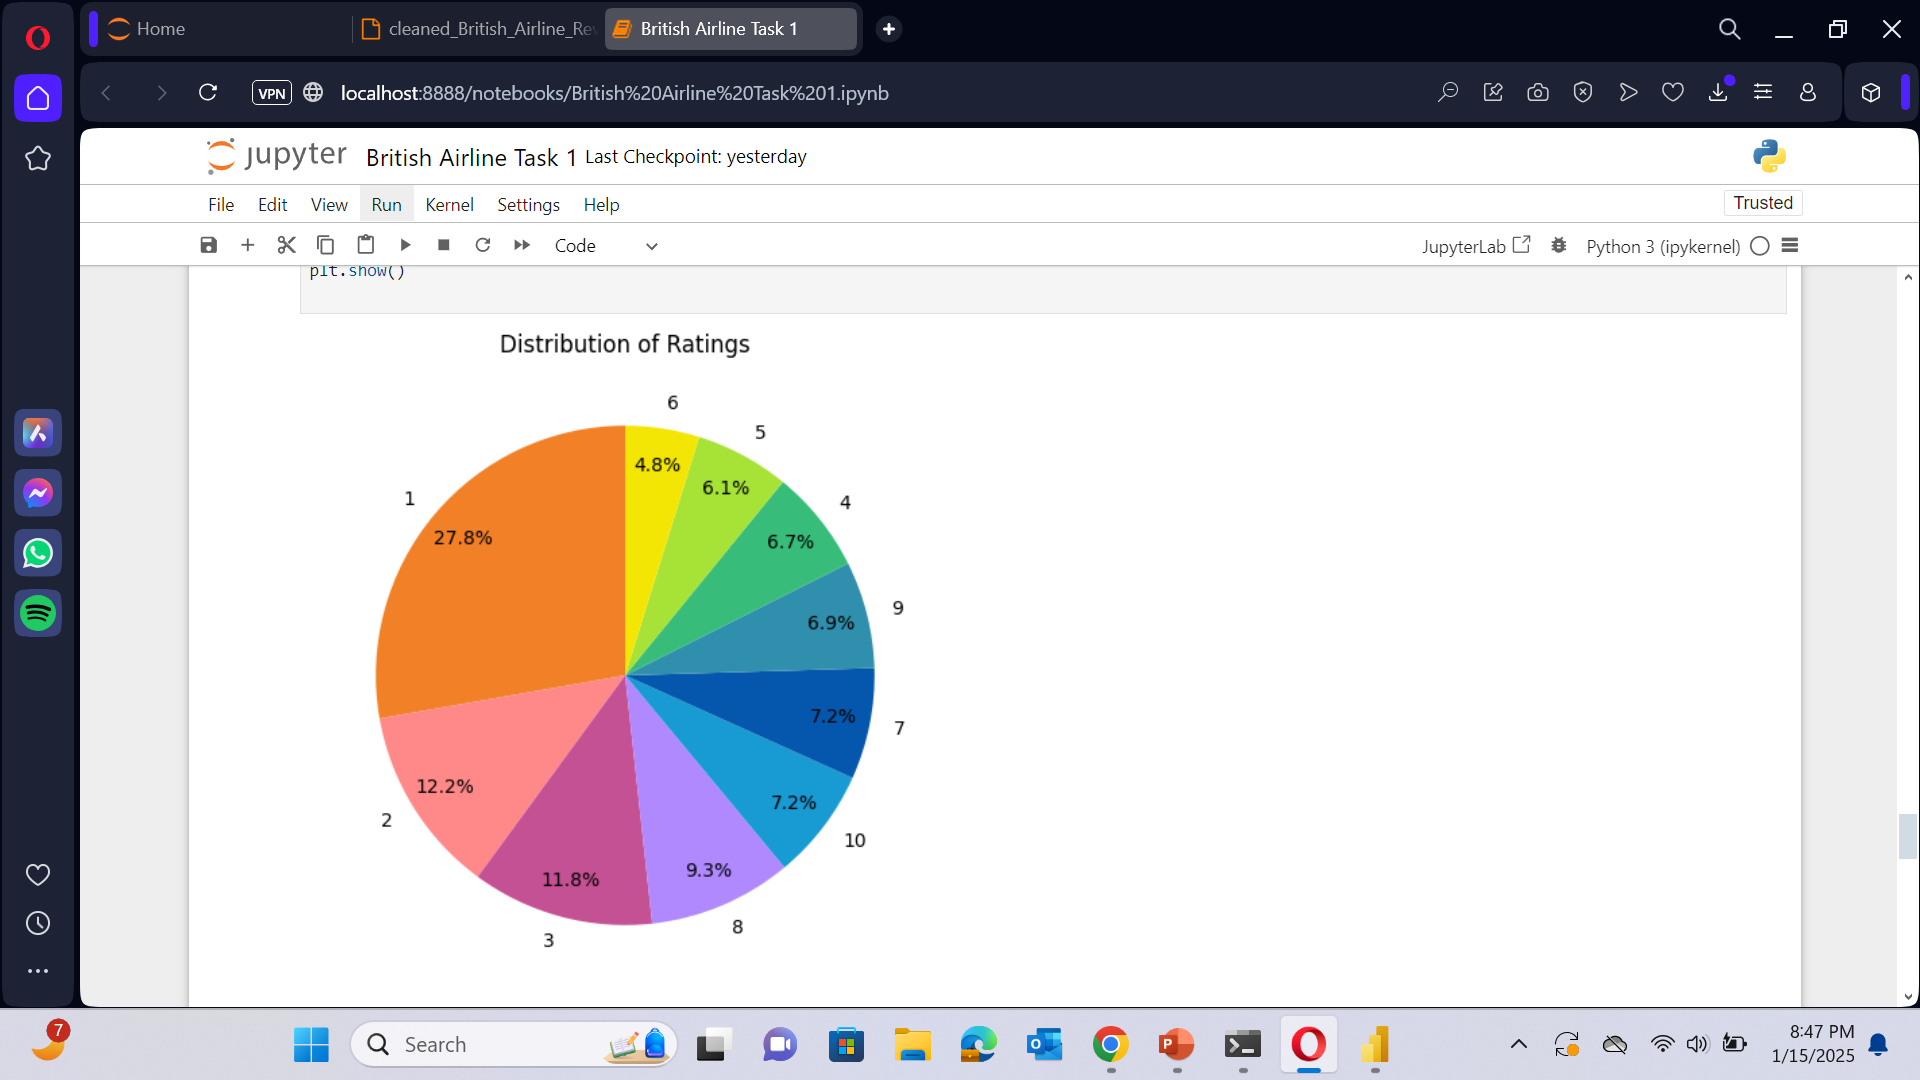 Home
cleaned_British_Airline_Rev
British Airline Task 1
VPN
localhost:8888/notebooks/British%20Airline%20Task%201.ipynb
jupyter British Airline Task 1 Last Checkpoint: yesterday
File Edit View Run Kernel Settings Help
Trusted
Code
JupyterLab
Python 3 (ipykernel)
plt.show()
Distribution of Ratings
6
5
4.8%
6.1%
1
4
27.8%
6.7%
9
6.9%
7.2%
7
12.2%
7.2%
2
10
11.8%
9.3%
8
3
7
Search
8:47 PM
1/15/2025